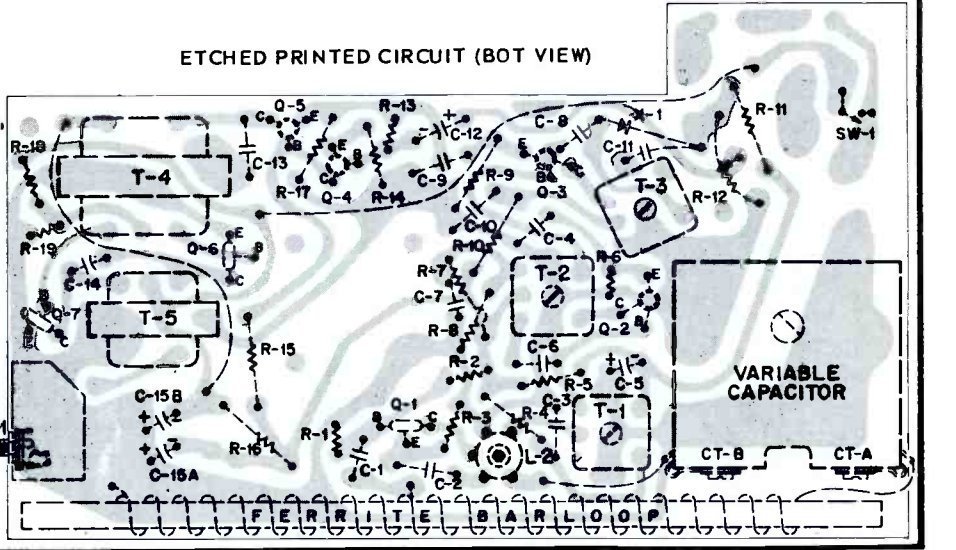 ETCHED PRINTED CIRCUIT (BOT VIEW)
R-18
T-4
C-13
Q-5
C
E
B
R-17
E
B
C
Q-4
R-13
R-14
C-12
C-9
R-9
C-10
R-10
C-8
E
B
C
Q-3
C-4
X-1
C-11
T-3
R-11
R-12
SW-1
R-19
Q-6
E
B
C
C-14
Q-7
B
C
T-5
R-15
R-7
C-7
R-8
T-2
R-6
E
C
B
Q-2
R-2
C-6
R-5
C-5
VARIABLE
CAPACITOR
C-15B
C-15A
R-16
R-1
C-1
Q-1
B
C
E
C-2
R-3
R-4
L-2
C-3
T-1
CT-B
CT-A
FERRITE BAR LOOP